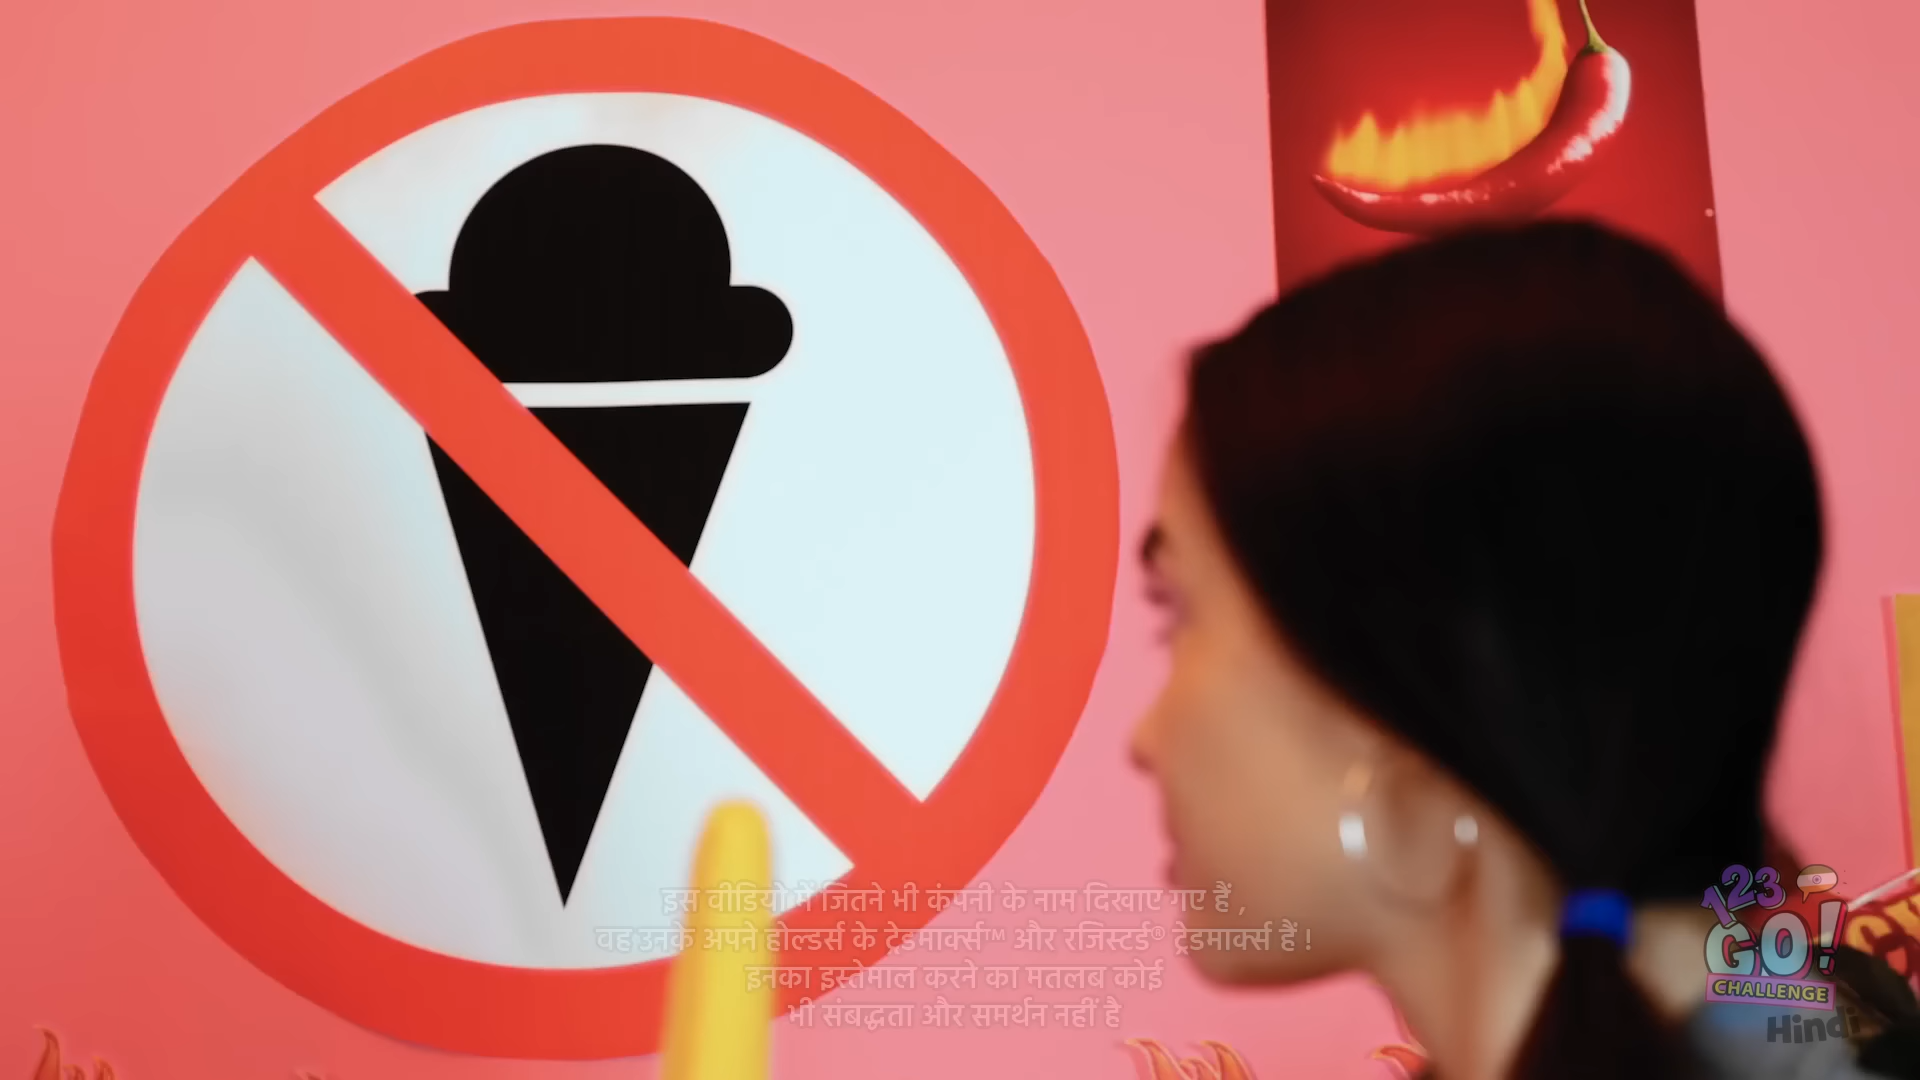 इस वीडियो में जितने भी कंपनी के नाम दिखाए गए हैं ,
वह उनके अपने होल्डर्स के ट्रेडमार्क्स™ और रजिस्टर्ड® ट्रेडमार्क्स हैं !
इनका इस्तेमाल करने का मतलब कोई
भी संबद्धता और समर्थन नहीं है
123
GO!
CHALLENGE
Hindi